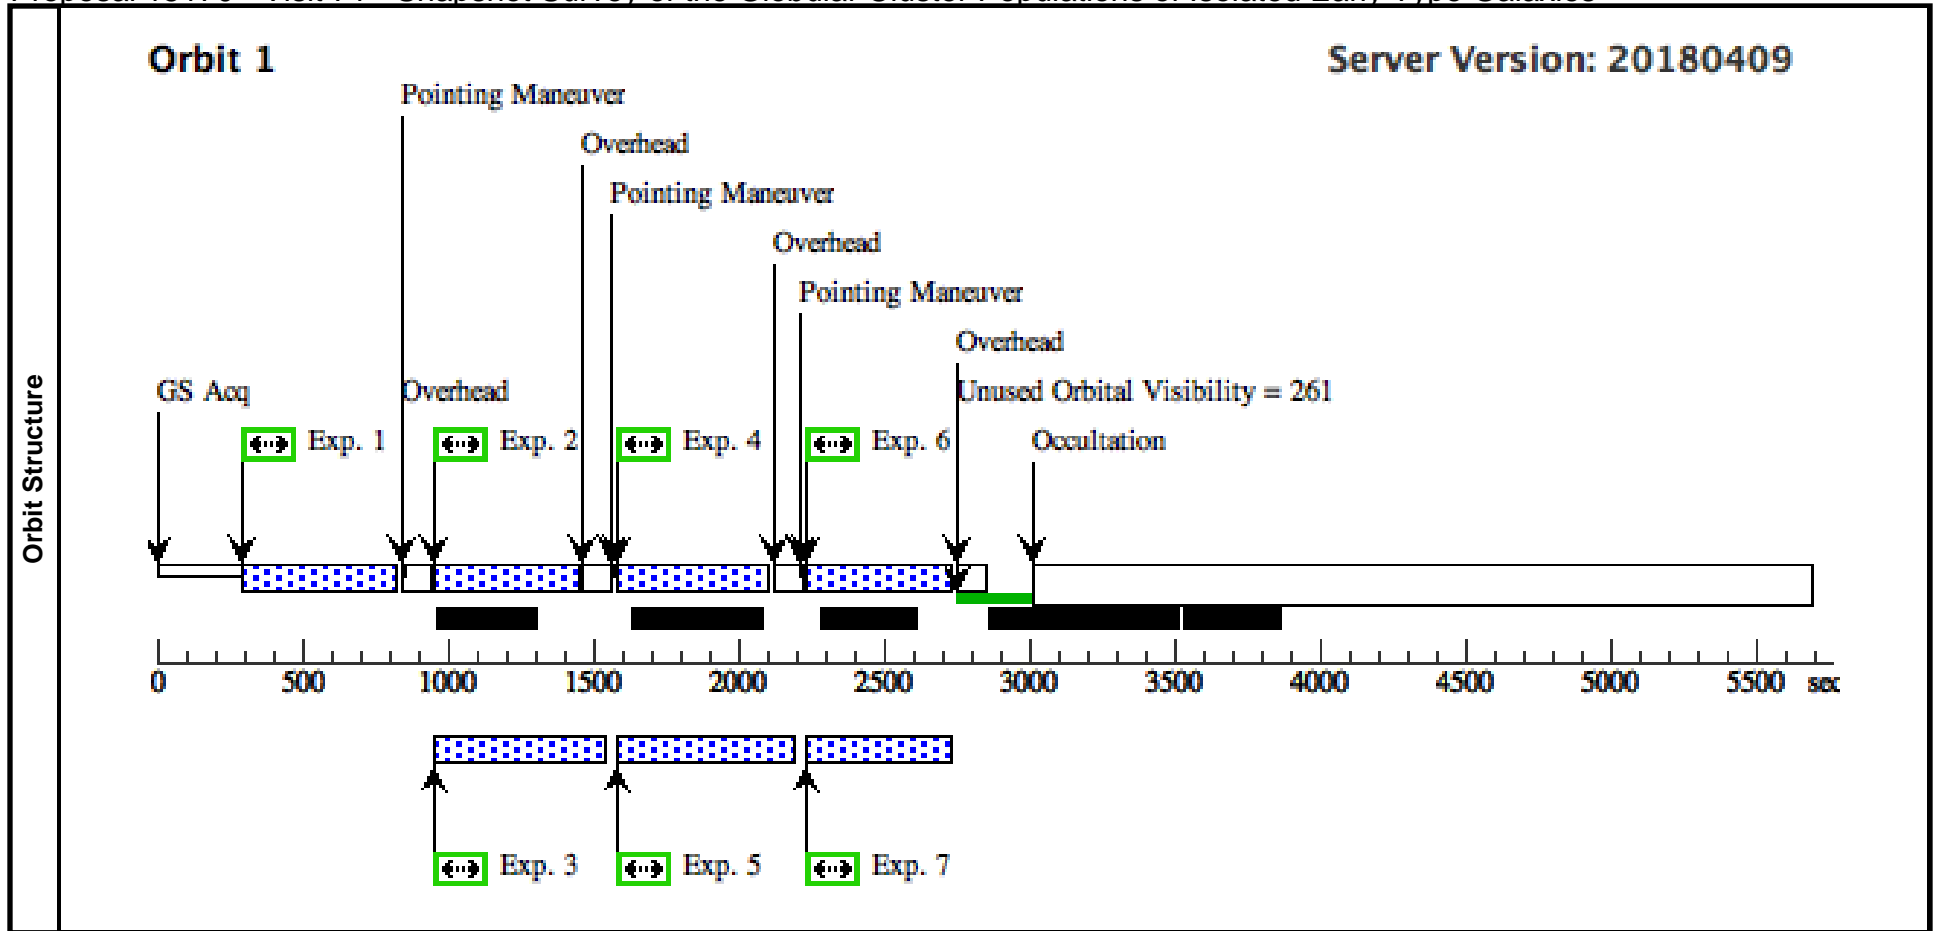 Orbit Structure
Orbit 1
Server Version: 20180409
Pointing Maneuver
Overhead
Pointing Maneuver
Overhead
Pointing Maneuver
Overhead
GS Acq
Overhead
Unused Orbital Visibility = 261
Exp. 1
Exp. 2
Exp. 4
Exp. 6
Occultation
0 500 1000 1500 2000 2500 3000 3500 4000 4500 5000 5500 sec
Exp. 3
Exp. 5
Exp. 7